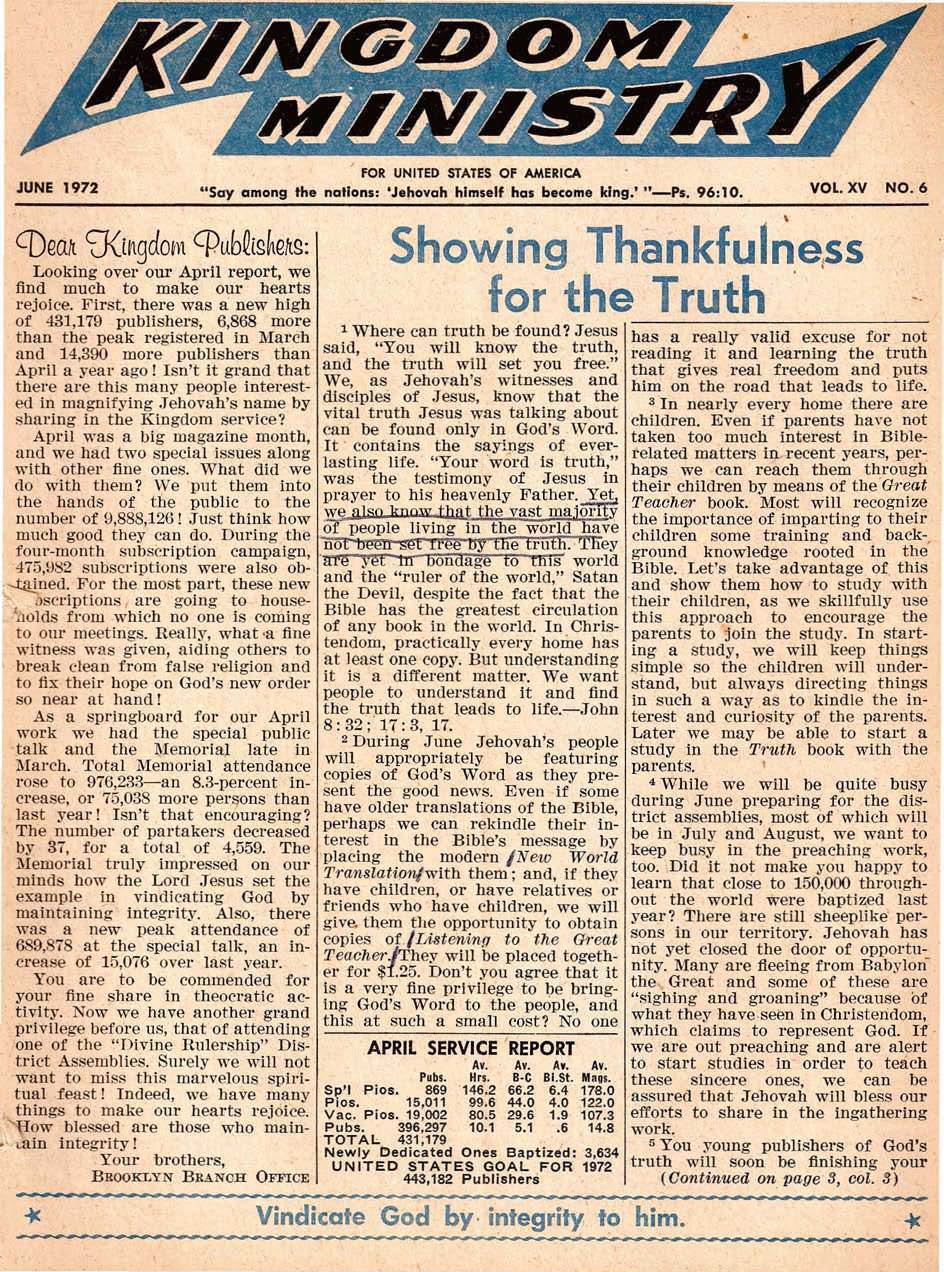 KINGDOM
MINISTRY
FOR UNITED STATES OF AMERICA
JUNE 1972
"Say among the nations: 'Jehovah himself has become king.' "—Ps. 96:10.
VOL. XV NO. 6
Dear Kingdom Publishers:
Looking over our April report, we
find much to make our hearts
rejoice. First, there was a new high
of 431,179 publishers, 6,868 more
than the peak registered in March
and 14,390 more publishers than
April a year ago! Isn't it grand that
there are this many people interest-
ed in magnifying Jehovah's name by
sharing in the Kingdom service?
April was a big magazine month,
and we had two special issues along
with other fine ones. What did we
do with them? We put them into
the hands of the public to the
number of 9,888,126! Just think how
much good they can do. During the
four-month subscription campaign,
475,982 subscriptions were also ob-
tained. For the most part, these new
scriptions are going to house-
holds from which no one is coming
to our meetings. Really, what a fine
witness was given, aiding others to
break clean from false religion and
to fix their hope on God's new order
so near at hand!
As a springboard for our April
work we had the special public
talk and the Memorial late in
March. Total Memorial attendance
rose to 976,233—an 8.3-percent in-
crease, or 75,038 more persons than
last year! Isn't that encouraging?
The number of partakers decreased
by 37, for a total of 4,559. The
Memorial truly impressed on our
minds how the Lord Jesus set the
example in vindicating God by
maintaining integrity. Also, there
was a new peak attendance of
689,878 at the special talk, an in-
crease of 15,076 over last year.
You are to be commended for
your fine share in theocratic ac-
tivity. Now we have another grand
privilege before us, that of attending
one of the "Divine Rulership" Dis-
trict Assemblies. Surely we will not
want to miss this marvelous spiri-
tual feast! Indeed, we have many
things to make our hearts rejoice.
How blessed are those who main-
tain integrity!
Your brothers,
BROOKLYN BRANCH OFFICE
Showing Thankfulness
for the Truth
1 Where can truth be found? Jesus
said, "You will know the truth,
and the truth will set you free."
We, as Jehovah's witnesses and
disciples of Jesus, know that the
vital truth Jesus was talking about
can be found only in God's Word.
It contains the sayings of ever-
lasting life. "Your word is truth,"
was the testimony of Jesus in
prayer to his heavenly Father. Yet,
we also know that the vast majority
of people living in the world have
not been set free by the truth. They
are yet in bondage to this world
and the "ruler of the world," Satan
the Devil, despite the fact that the
Bible has the greatest circulation
of any book in the world. In Chris-
tendom, practically every home has
at least one copy. But understanding
it is a different matter. We want
people to understand it and find
the truth that leads to life.—John
8:32; 17:3, 17.
2 During June Jehovah's people
will appropriately be featuring
copies of God's Word as they pre-
sent the good news. Even if some
have older translations of the Bible,
perhaps we can rekindle their in-
terest in the Bible's message by
placing the modern New World
Translation with them; and, if they
have children, or have relatives or
friends who have children, we will
give them the opportunity to obtain
copies of Listening to the Great
Teacher. They will be placed togeth-
er for $1.25. Don't you agree that it
is a very fine privilege to be bring-
ing God's Word to the people, and
this at such a small cost? No one
APRIL SERVICE REPORT
Av. Av. Av. Av.
Pubs. Hrs. B-C Bi.St. Mags.
Sp'l Pios. 869 146.2 66.2 6.4 178.0
Pios. 15,011 99.6 44.0 4.0 122.0
Vac. Pios. 19,002 80.5 29.6 1.9 107.3
Pubs. 396,297 10.1 5.1 .6 14.8
TOTAL 431,179
Newly Dedicated Ones Baptized: 3,634
UNITED STATES GOAL FOR 1972
443,182 Publishers
has a really valid excuse for not
reading it and learning the truth
that gives real freedom and puts
him on the road that leads to life.
3 In nearly every home there are
children. Even if parents have not
taken too much interest in Bible-
related matters in recent years, per-
haps we can reach them through
their children by means of the Great
Teacher book. Most will recognize
the importance of imparting to their
children some training and back-
ground knowledge rooted in the
Bible. Let's take advantage of this
and show them how to study with
their children, as we skillfully use
this approach to encourage the
parents to join the study. In start-
ing a study, we will keep things
simple so the children will under-
stand, but always directing things
in such a way as to kindle the in-
terest and curiosity of the parents.
Later we may be able to start a
study in the Truth book with the
parents.
4 While we will be quite busy
during June preparing for the dis-
trict assemblies, most of which will
be in July and August, we want to
keep busy in the preaching work,
too. Did it not make you happy to
learn that close to 150,000 through-
out the world were baptized last
year? There are still sheeplike per-
sons in our territory. Jehovah has
not yet closed the door of opportu-
nity. Many are fleeing from Babylon
the Great and some of these are
"sighing and groaning" because of
what they have seen in Christendom,
which claims to represent God. If
we are out preaching and are alert
to start studies in order to teach
these sincere ones, we can be
assured that Jehovah will bless our
efforts to share in the ingathering
work.
5 You young publishers of God's
truth will soon be finishing your
(Continued on page 3, col. 3)
Vindicate God by integrity to him.